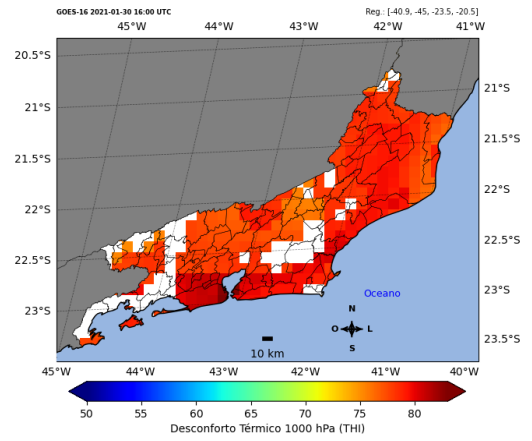 GOES-16 2021-01-30 16:00 UTC
Reg.: [-40.9, -45, -23.5, -20.5]
44°W 43°W 42°W 41°W
20.5°S
21°S
21.5°S
22°S
22.5°S
23°S
21°S
21.5°S
22°S
22.5°S
23°S
23.5°S
Oceano
N
O L
S
10 km
45°W 44°W 43°W 42°W 41°W 40°W
50 55 60 65 70 75 80
Desconforto Térmico 1000 hPa (THI)